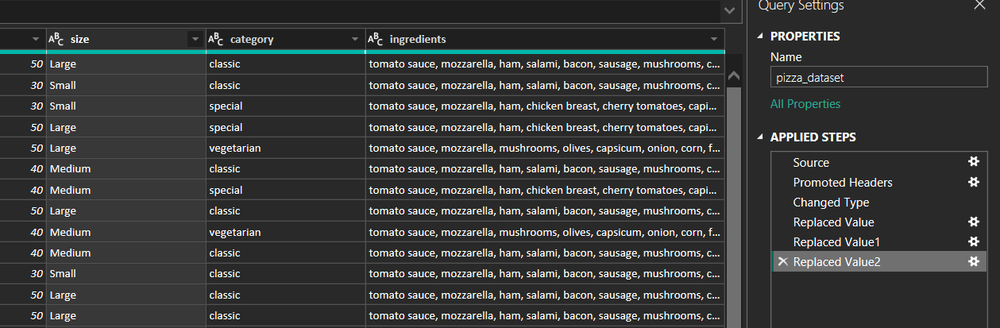 Query Settings
ABC size ABC category ABC ingredients
50 Large classic tomato sauce, mozzarella, ham, salami, bacon, sausage, mushrooms, c...
30 Small classic tomato sauce, mozzarella, ham, salami, bacon, sausage, mushrooms, c...
30 Small special tomato sauce, mozzarella, ham, chicken breast, cherry tomatoes, capi...
50 Large special tomato sauce, mozzarella, ham, chicken breast, cherry tomatoes, capi...
50 Large vegetarian tomato sauce, mozzarella, mushrooms, olives, capsicum, onion, corn, f...
40 Medium classic tomato sauce, mozzarella, ham, salami, bacon, sausage, mushrooms, c...
40 Medium special tomato sauce, mozzarella, ham, chicken breast, cherry tomatoes, capi...
50 Large classic tomato sauce, mozzarella, ham, salami, bacon, sausage, mushrooms, c...
40 Medium vegetarian tomato sauce, mozzarella, mushrooms, olives, capsicum, onion, corn, f...
40 Medium classic tomato sauce, mozzarella, ham, salami, bacon, sausage, mushrooms, c...
30 Small classic tomato sauce, mozzarella, ham, salami, bacon, sausage, mushrooms, c...
50 Large classic tomato sauce, mozzarella, ham, salami, bacon, sausage, mushrooms, c...
50 Large classic tomato sauce, mozzarella, ham, salami, bacon, sausage, mushrooms, c...
PROPERTIES
Name
pizza_dataset
All Properties
APPLIED STEPS
Source
Promoted Headers
Changed Type
Replaced Value
Replaced Value1
Replaced Value2